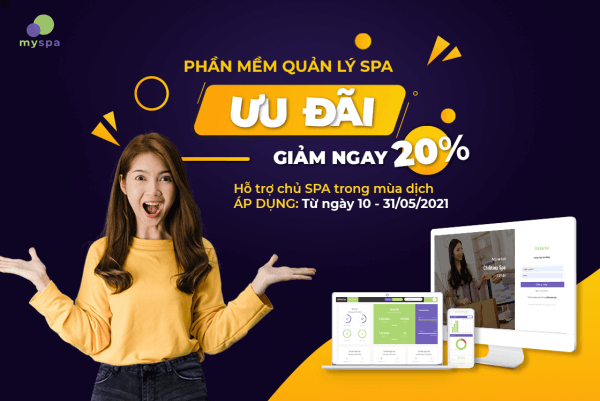 myspa
PHẦN MỀM QUẢN LÝ SPA
ƯU ĐÃI
GIẢM NGAY 20%
Hỗ trợ chủ SPA trong mùa dịch
ÁP DỤNG: Từ ngày 10 - 31/05/2021